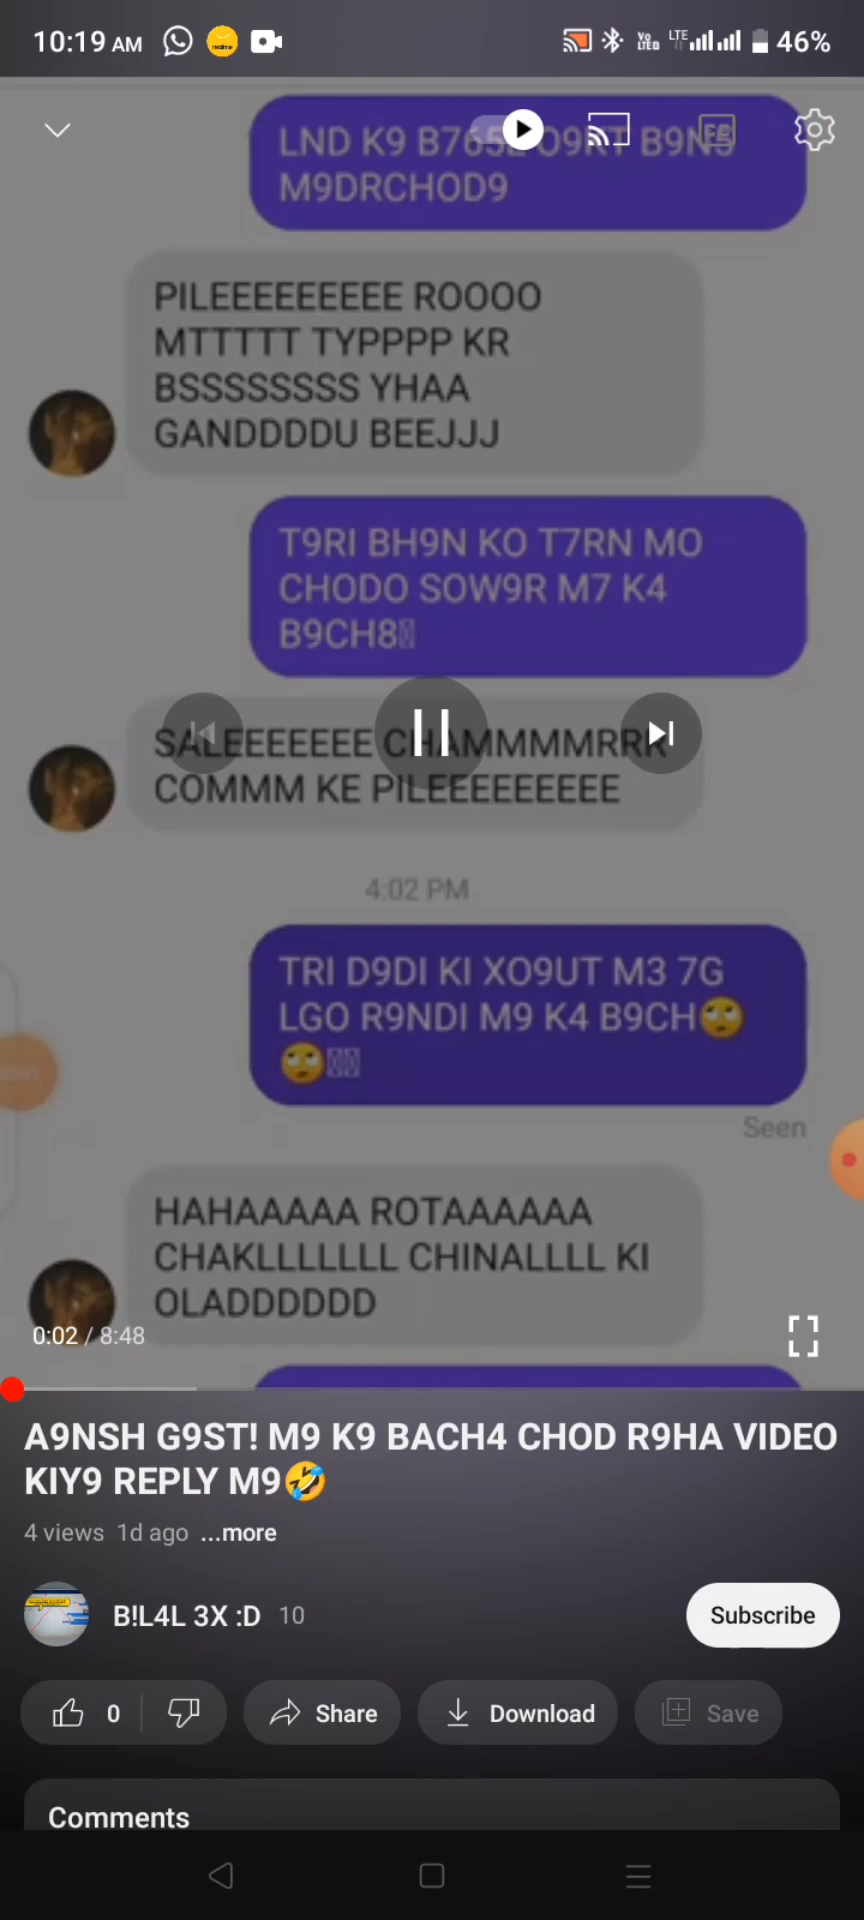 10:19 AM
46%
LND K9 B765L O9RT B9N5
M9DRCHOD9
PILEEEEEEEEE ROOOO
MTTTTT TYPPPP KR
BSSSSSSSS YHAA
GANDDDDU BEEJJJ
T9RI BH9N KO T7RN MO
CHODO SOW9R M7 K4
B9CH8
SALEEEEEEE CHAMMMMRRR
COMMM KE PILEEEEEEEEEE
4:02 PM
TRI D9DI KI XO9UT M3 7G
LGO R9NDI M9 K4 B9CH🙄
🙄
Seen
HAHAAAAA ROTAAAAAA
CHAKLLLLLLL CHINALLLL KI
OLADDDDDD
0:02 / 8:48
A9NSH G9ST! M9 K9 BACH4 CHOD R9HA VIDEO
KIY9 REPLY M9🤣
4 views 1d ago ...more
B!L4L 3X :D 10
Subscribe
0 Share Download Save
Comments